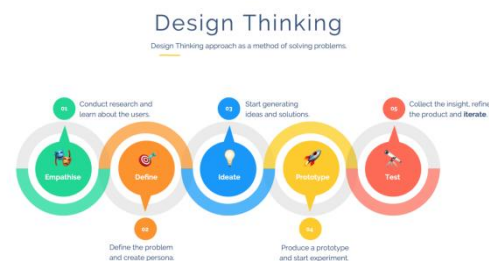 Design Thinking
Design Thinking approach as a method of solving problems.
01
Conduct research and
learn about the users.
03
Start generating
ideas and solutions.
05
Collect the insight, refine
the product and iterate.
Empathise
Define
Ideate
Prototype
Test
02
Define the problem
and create persona.
04
Produce a prototype
and start experiment.